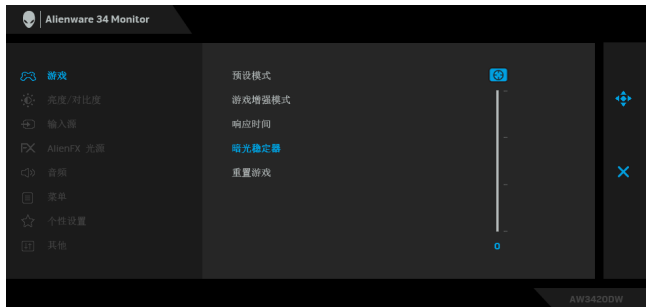 Alienware 34 Monitor
游戏
亮度/对比度
输入源
AlienFX 光源
音频
菜单
个性设置
其他
预设模式
游戏增强模式
响应时间
暗光稳定器
重置游戏
0
AW3420DW